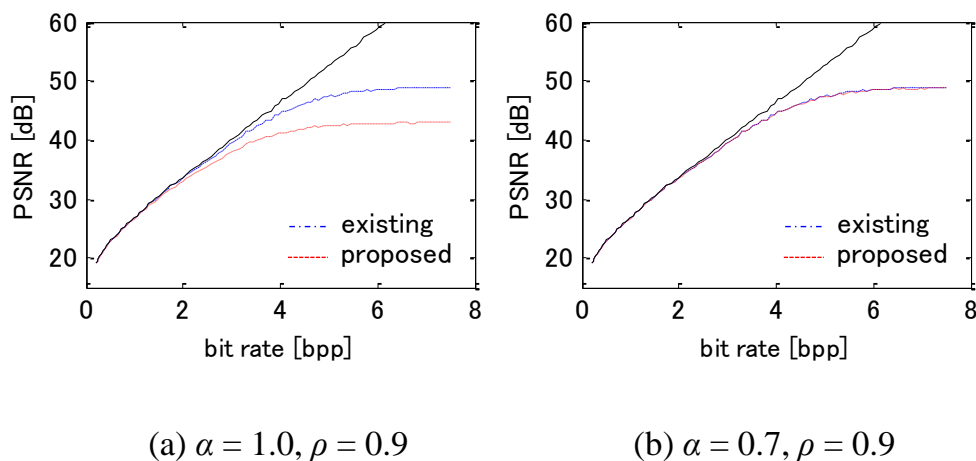 60
50
40
30
20
PSNR [dB]
existing
proposed
0 2 4 6 8
bit rate [bpp]
(a) α = 1.0, ρ = 0.9
60
50
40
30
20
PSNR [dB]
existing
proposed
0 2 4 6 8
bit rate [bpp]
(b) α = 0.7, ρ = 0.9